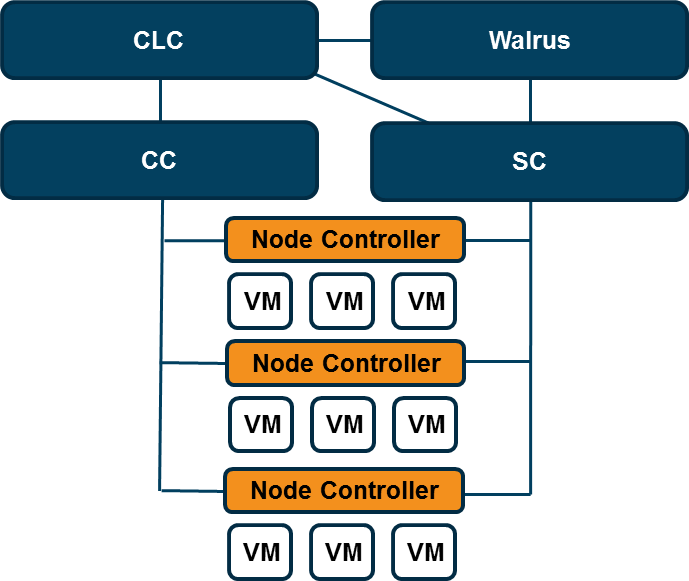 CLC
Walrus
CC
SC
Node Controller
VM VM VM
Node Controller
VM VM VM
Node Controller
VM VM VM